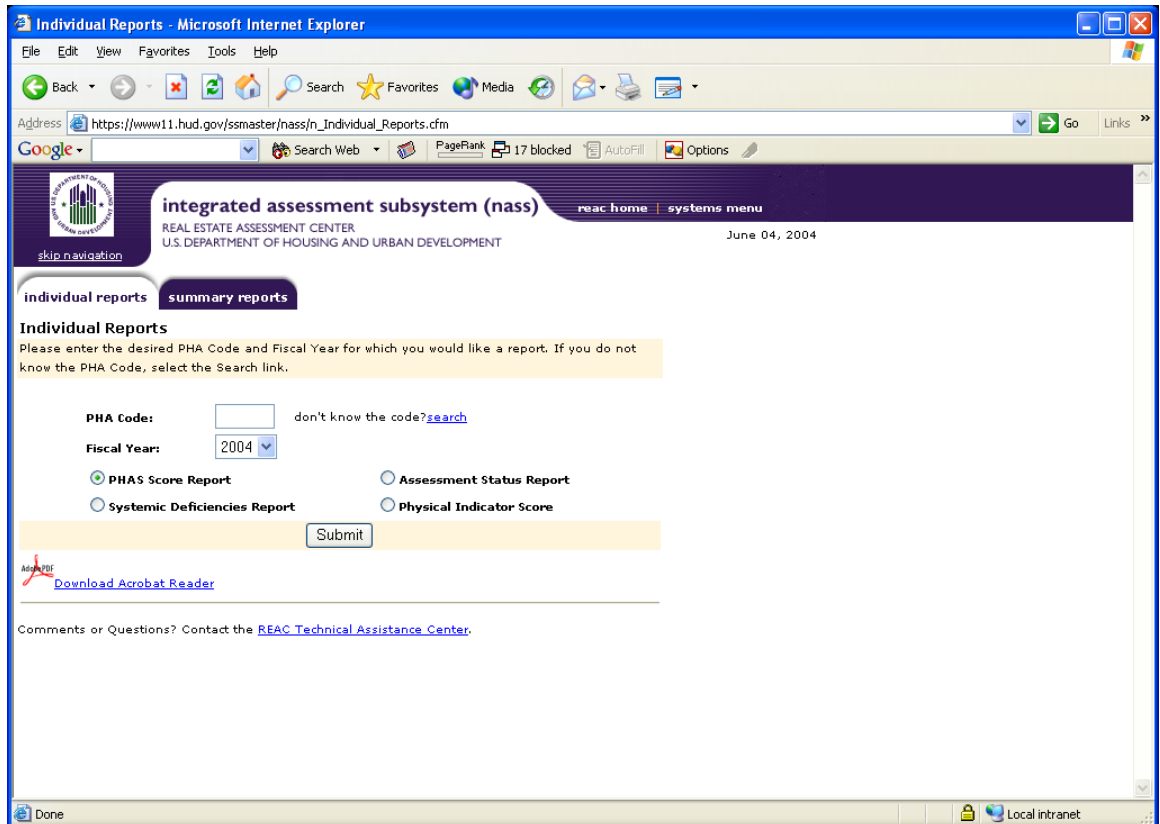 Individual Reports - Microsoft Internet Explorer
File Edit View Favorites Tools Help
Back Search Favorites Media
Address https://www11.hud.gov/ssmaster/nass/n_Individual_Reports.cfm Go Links »
Google Search Web PageRank 17 blocked AutoFill Options
integrated assessment subsystem (nass) reac home | systems menu
REAL ESTATE ASSESSMENT CENTER
U.S. DEPARTMENT OF HOUSING AND URBAN DEVELOPMENT
June 04, 2004
skip navigation
individual reports summary reports
Individual Reports
Please enter the desired PHA Code and Fiscal Year for which you would like a report. If you do not
know the PHA Code, select the Search link.
PHA Code: don't know the code?search
Fiscal Year: 2004
PHAS Score Report Assessment Status Report
Systemic Deficiencies Report Physical Indicator Score
Submit
Adobe PDF
Download Acrobat Reader
Comments or Questions? Contact the REAC Technical Assistance Center.
Done Local intranet